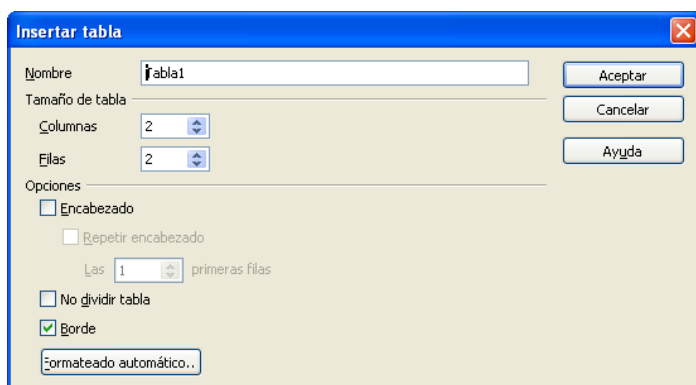 Insertar tabla
Nombre Tabla1 Aceptar
Tamaño de tabla Cancelar
Columnas 2
Filas 2 Ayuda
Opciones
Encabezado
Repetir encabezado
Las 1 primeras filas
No dividir tabla
Borde
Formateado automático..